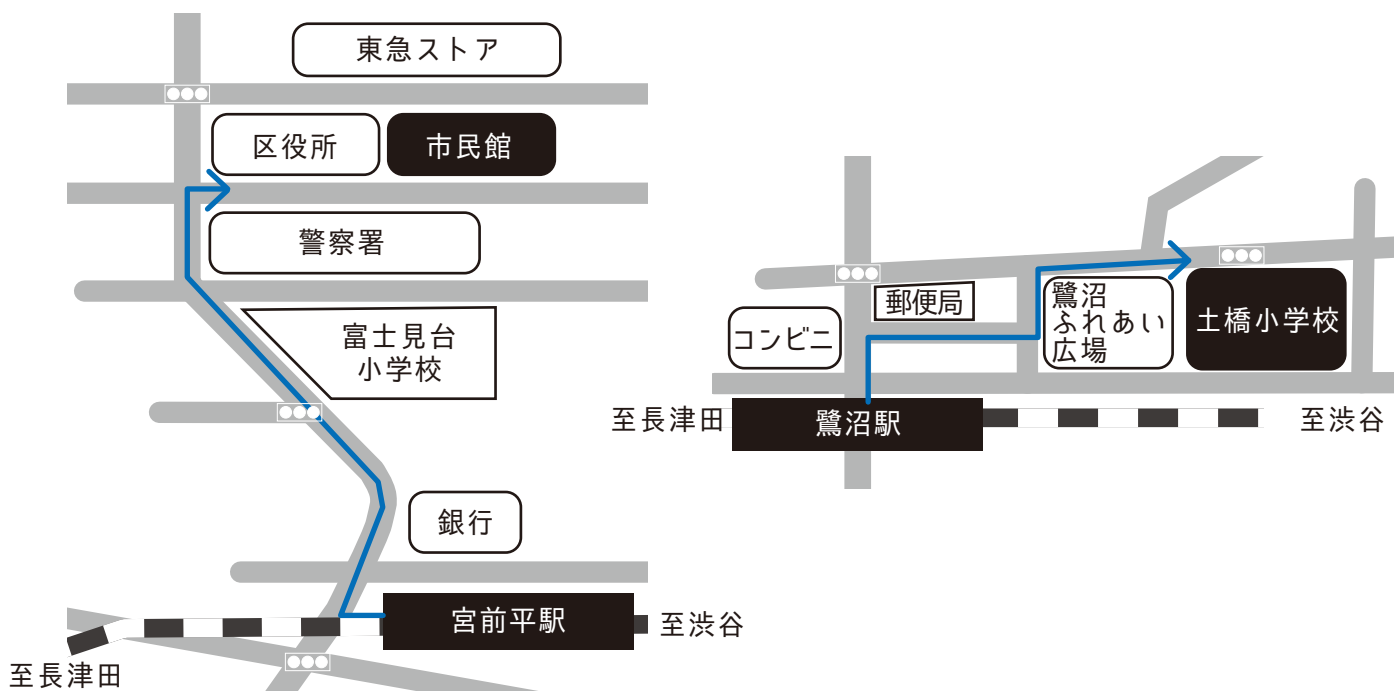 東急ストア
区役所
市民館
警察署
富士見台
小学校
銀行
宮前平駅
至渋谷
至長津田
郵便局
コンビニ
鷺沼
ふれあい
広場
土橋小学校
至長津田
鷺沼駅
至渋谷